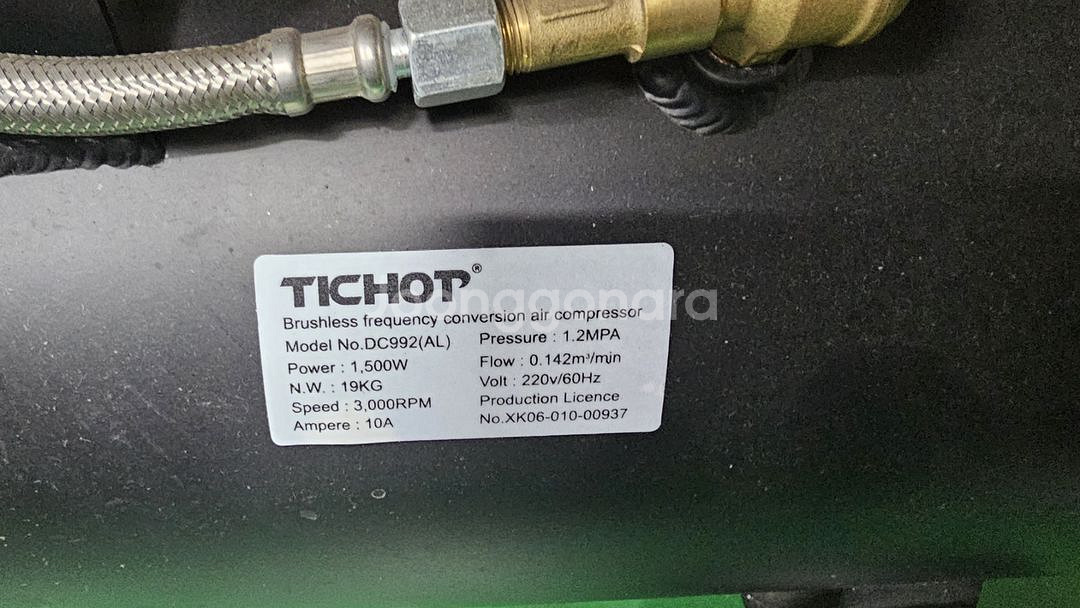 TICHOP®
Brushless frequency conversion air compressor
Model No.DC992(AL)
Power : 1,500W
N.W. : 19KG
Speed : 3,000RPM
Ampere : 10A
Pressure : 1.2MPA
Flow : 0.142m³/min
Volt : 220v/60Hz
Production Licence
No.XK06-010-00937
joonggonara